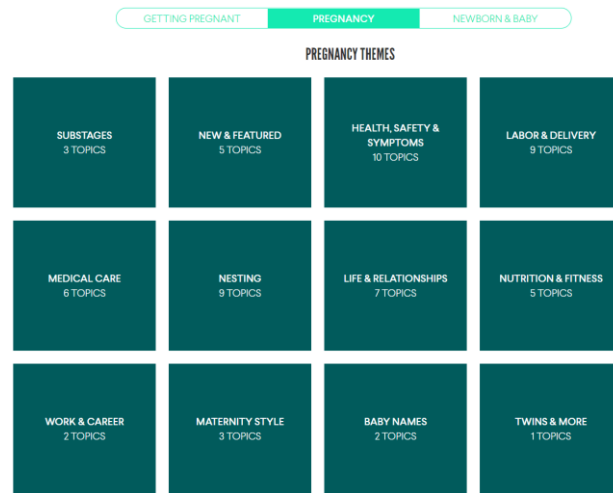 GETTING PREGNANT
PREGNANCY
NEWBORN & BABY
PREGNANCY THEMES
SUBSTAGES
3 TOPICS
NEW & FEATURED
5 TOPICS
HEALTH, SAFETY &
SYMPTOMS
10 TOPICS
LABOR & DELIVERY
9 TOPICS
MEDICAL CARE
6 TOPICS
NESTING
9 TOPICS
LIFE & RELATIONSHIPS
7 TOPICS
NUTRITION & FITNESS
5 TOPICS
WORK & CAREER
2 TOPICS
MATERNITY STYLE
3 TOPICS
BABY NAMES
2 TOPICS
TWINS & MORE
1 TOPICS